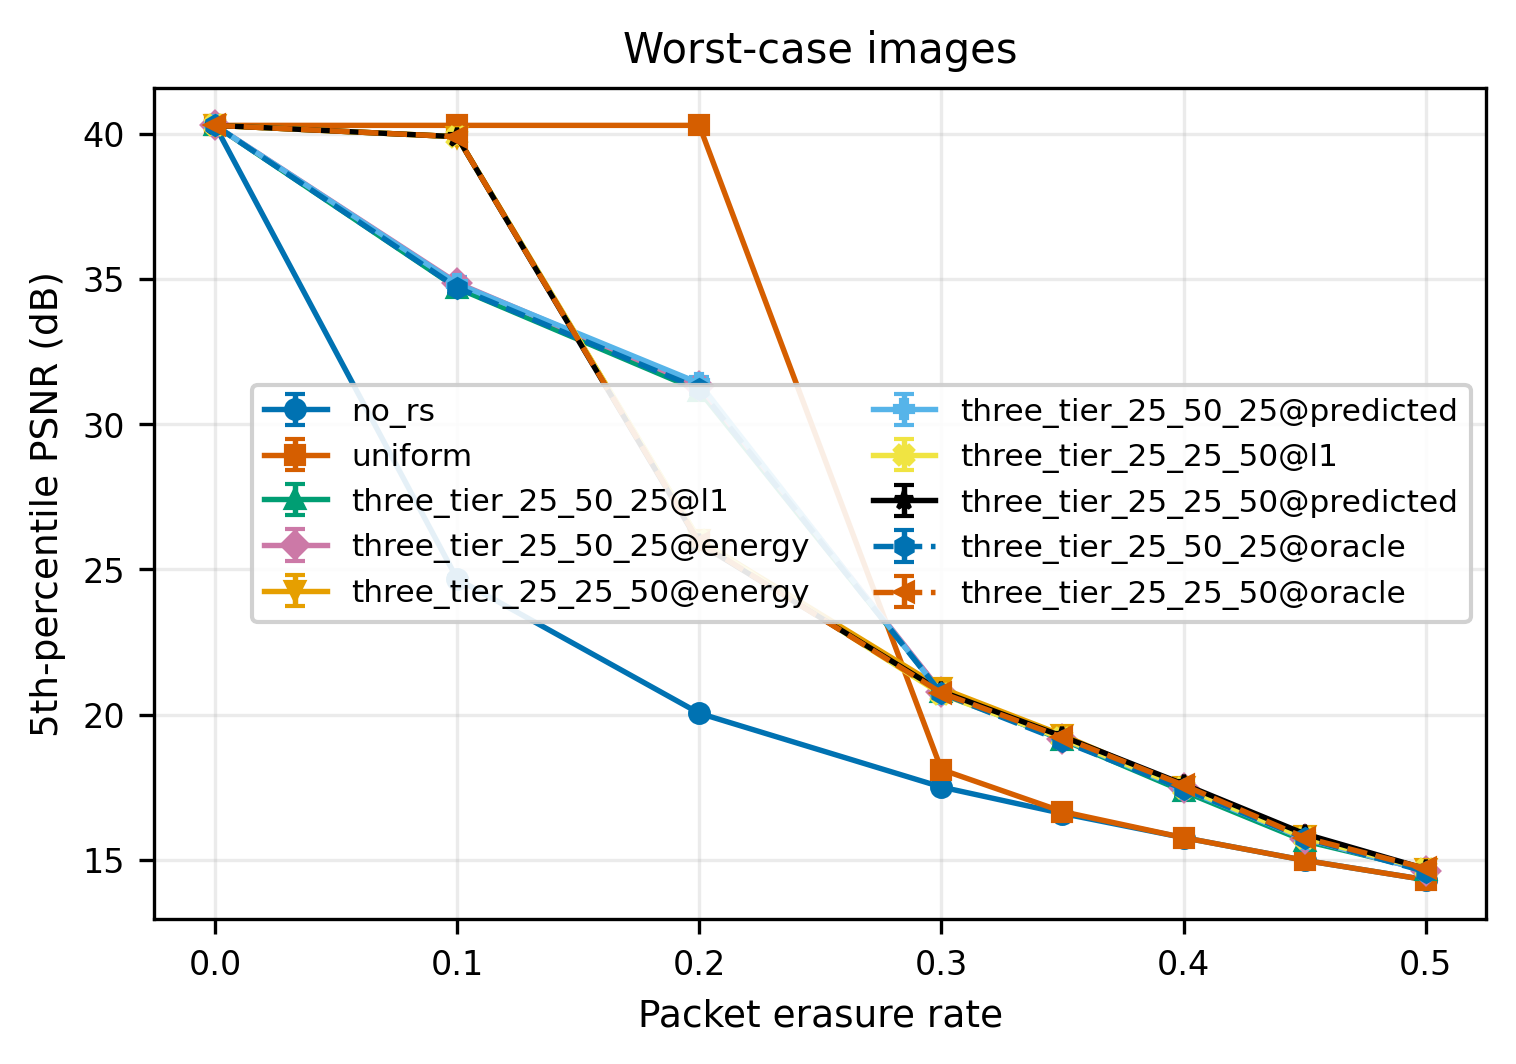 Worst-case images
5th-percentile PSNR (dB)
40
35
30
25
20
15
no_rs
uniform
three_tier_25_50_25@l1
three_tier_25_50_25@energy
three_tier_25_25_50@energy
three_tier_25_50_25@predicted
three_tier_25_25_50@l1
three_tier_25_25_50@predicted
three_tier_25_50_25@oracle
three_tier_25_25_50@oracle
0.0 0.1 0.2 0.3 0.4 0.5
Packet erasure rate